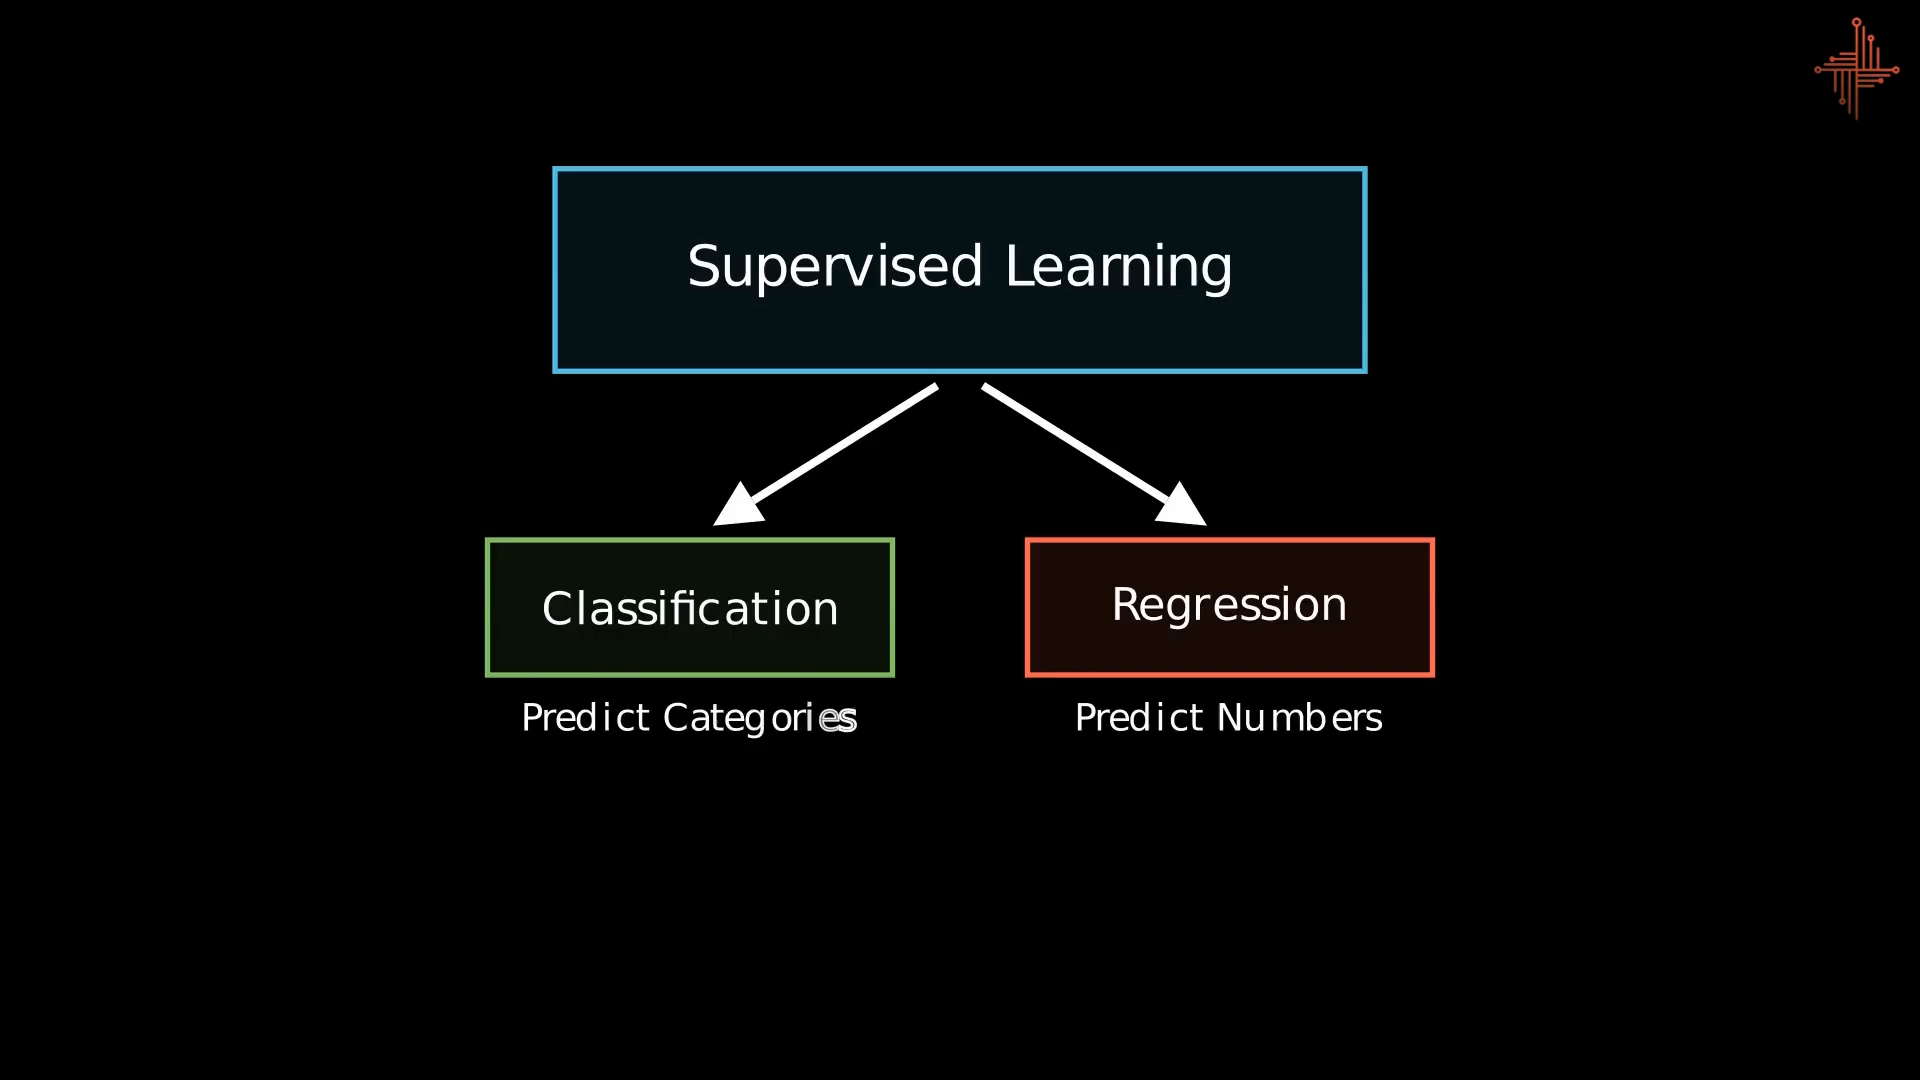 Supervised Learning
Classification
Regression
Predict Categories
Predict Numbers